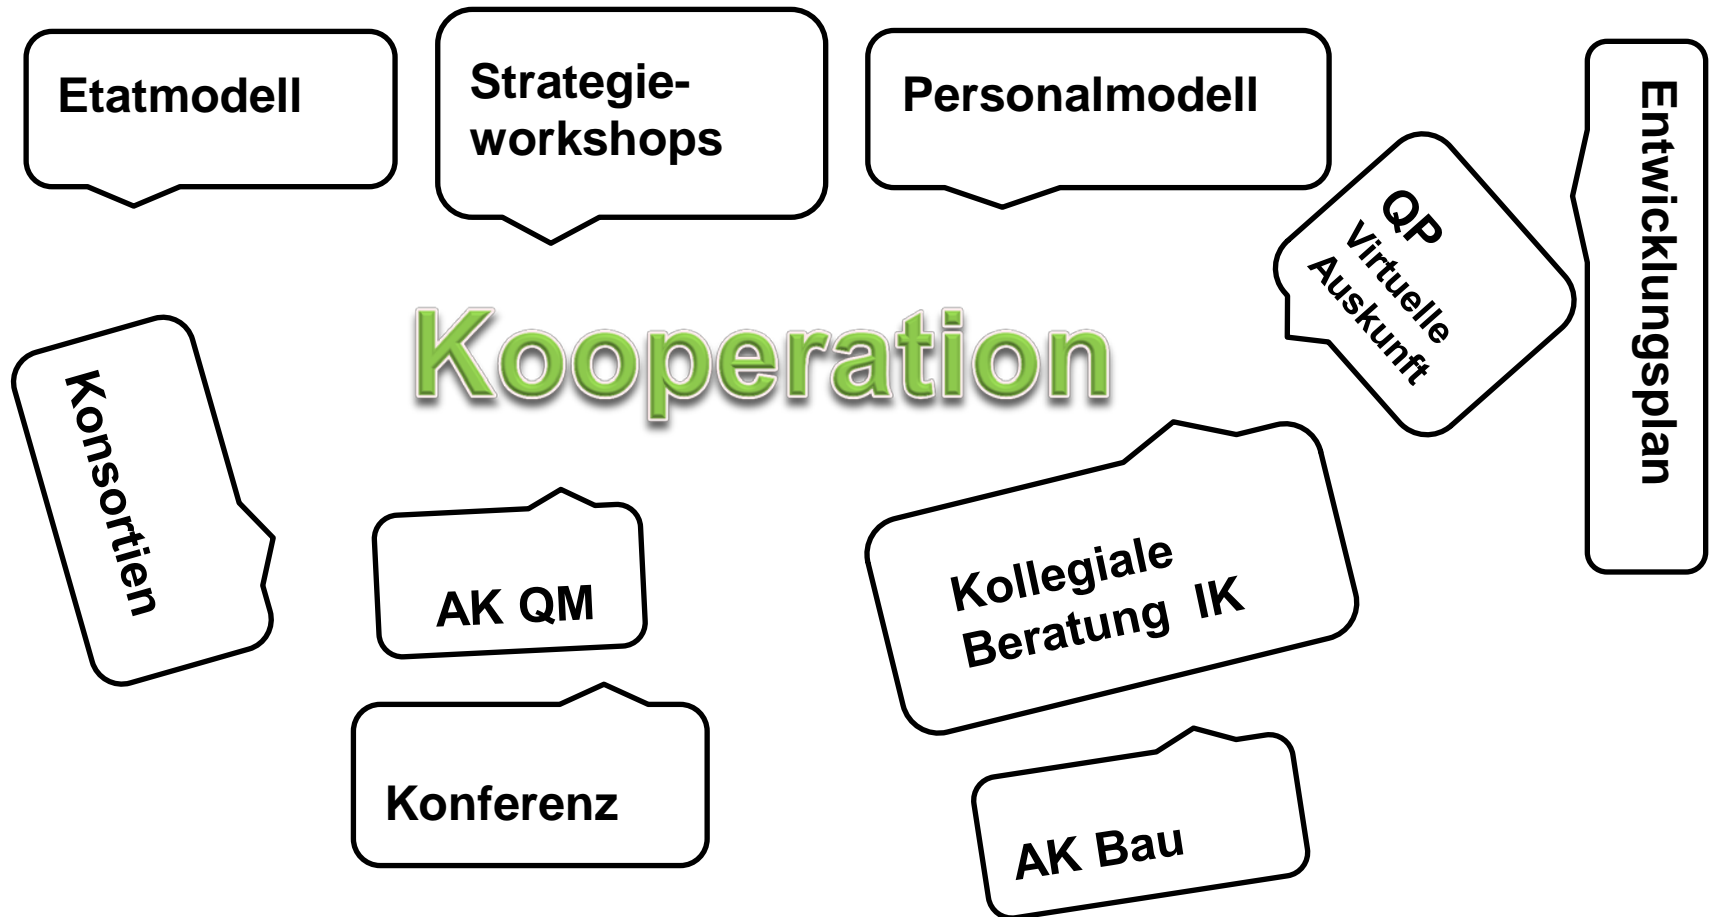 Etatmodell
Strategie-
workshops
Personalmodell
Entwicklungsplan
QP
Virtuelle
Auskunft
Kooperation
Konsortien
AK QM
Kollegiale
Beratung IK
Konferenz
AK Bau